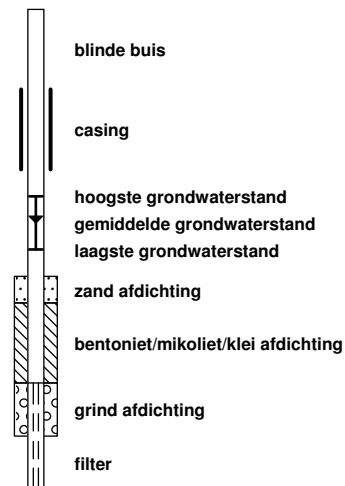 blinde buis
casing
hoogste grondwaterstand
gemiddelde grondwaterstand
laagste grondwaterstand
zand afdichting
bentoniet/mikoliet/klei afdichting
grind afdichting
filter